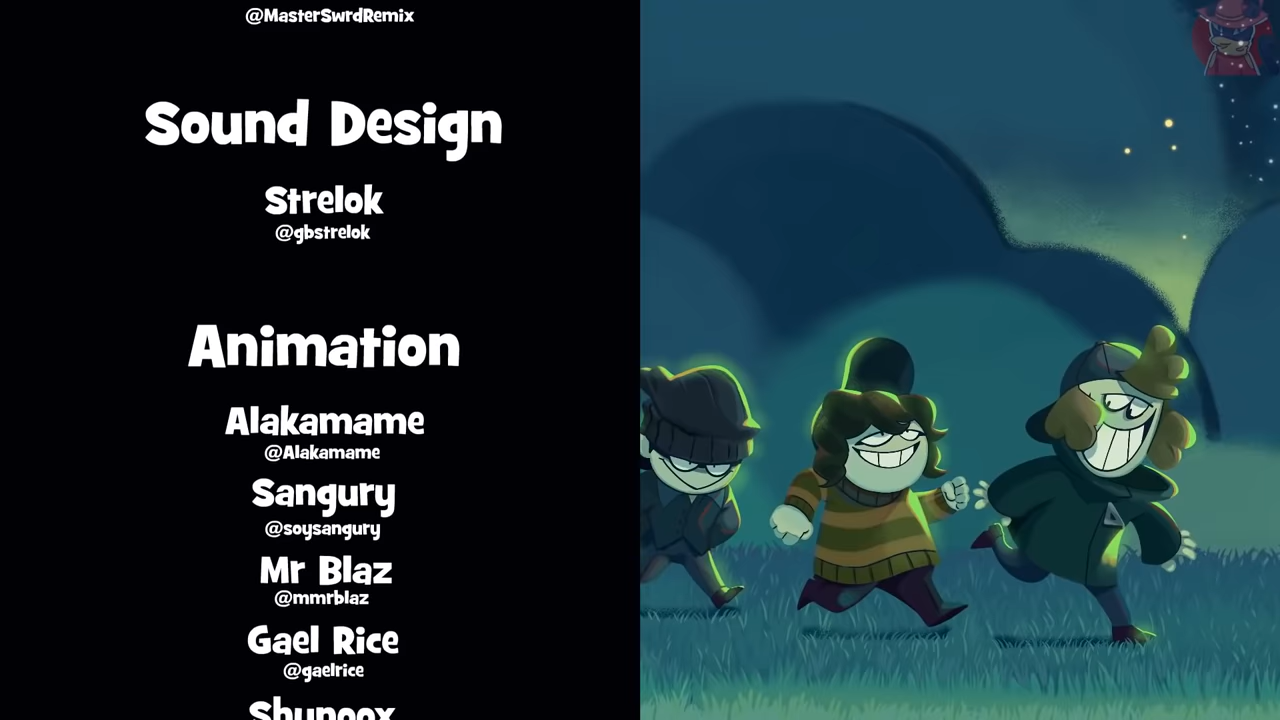 @MasterSwrdRemix
Sound Design
Strelok
@gbstrelok
Animation
Alakamame
@Alakamame
Sangury
@soysangury
Mr Blaz
@mmrblaz
Gael Rice
@gaelrice